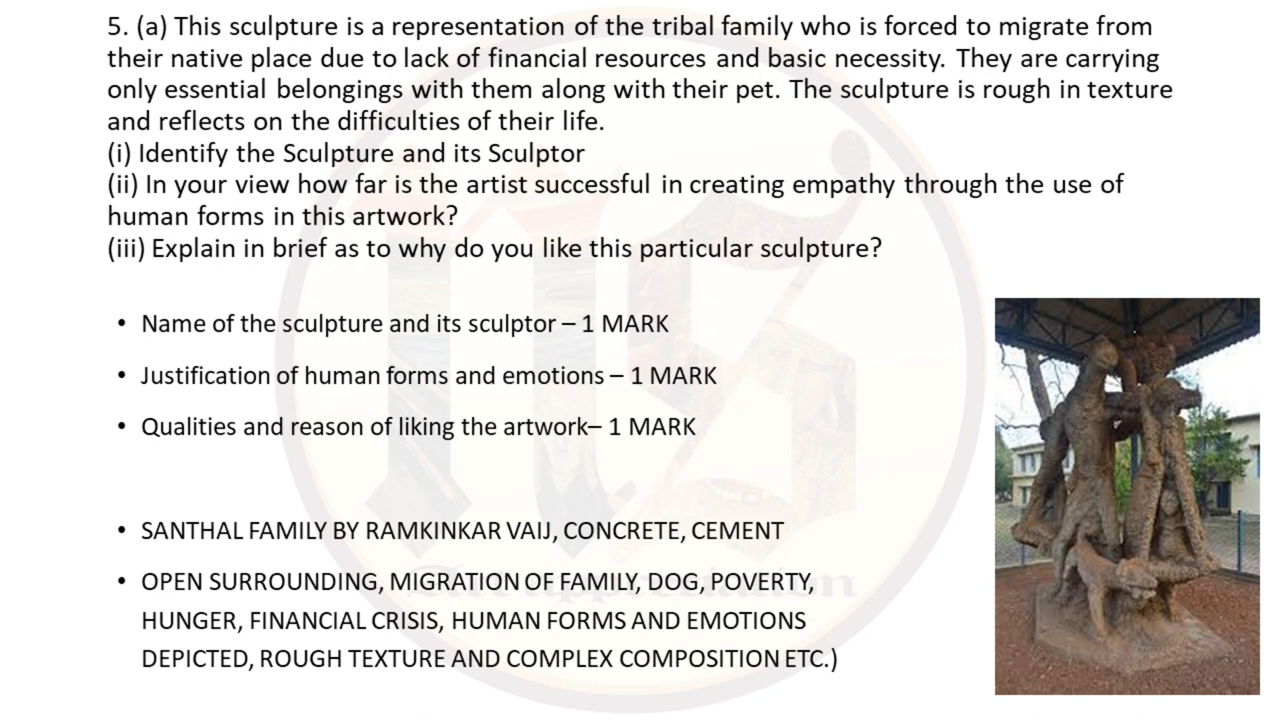 5. (a) This sculpture is a representation of the tribal family who is forced to migrate from
their native place due to lack of financial resources and basic necessity. They are carrying
only essential belongings with them along with their pet. The sculpture is rough in texture
and reflects on the difficulties of their life.
(i) Identify the Sculpture and its Sculptor
(ii) In your view how far is the artist successful in creating empathy through the use of
human forms in this artwork?
(iii) Explain in brief as to why do you like this particular sculpture?
• Name of the sculpture and its sculptor – 1 MARK
• Justification of human forms and emotions – 1 MARK
• Qualities and reason of liking the artwork– 1 MARK
• SANTHAL FAMILY BY RAMKINKAR VAIJ, CONCRETE, CEMENT
• OPEN SURROUNDING, MIGRATION OF FAMILY, DOG, POVERTY,
HUNGER, FINANCIAL CRISIS, HUMAN FORMS AND EMOTIONS
DEPICTED, ROUGH TEXTURE AND COMPLEX COMPOSITION ETC.)